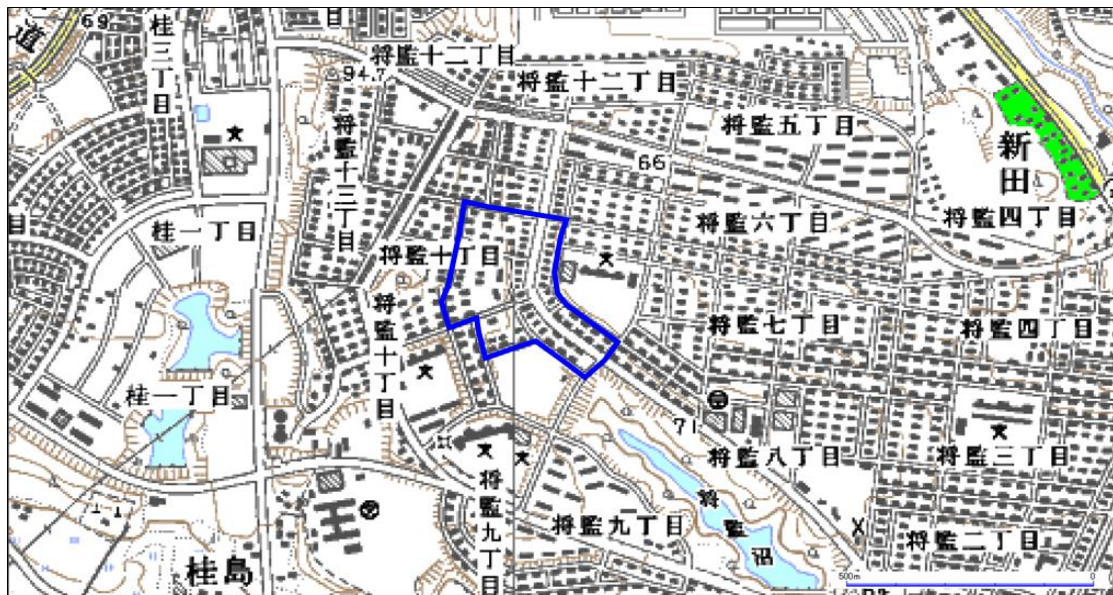 道
69
桂三丁目
将監十二丁目
94.7
将監十二丁目
将監十三丁目
将監五丁目
新田
66
桂一丁目
将監十丁目
将監六丁目
将監四丁目
目
将監十丁目
将監七丁目
将監四丁目
桂一丁目
71
将監八丁目
将監三丁目
将監九丁目
将監九丁目
将監沼
将監二丁目
桂島
500m
0